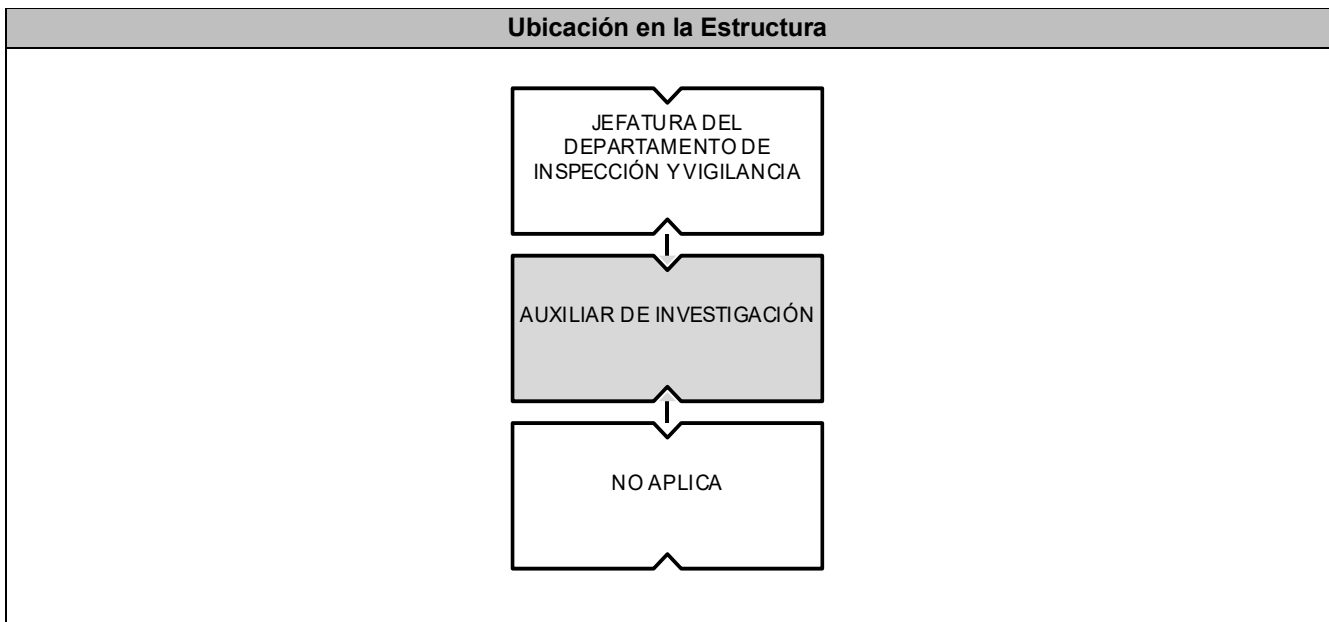 Ubicación en la Estructura
JEFATURA DEL
DEPARTAMENTO DE
INSPECCIÓN Y VIGILANCIA
AUXILIAR DE INVESTIGACIÓN
NO APLICA